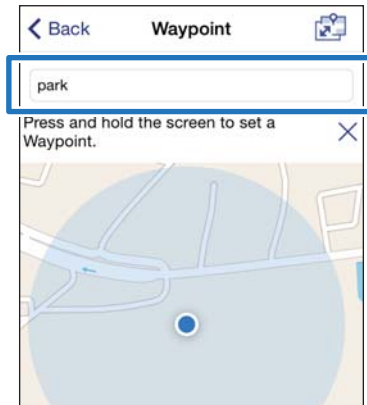 Back Waypoint
park
Press and hold the screen to set a
Waypoint.